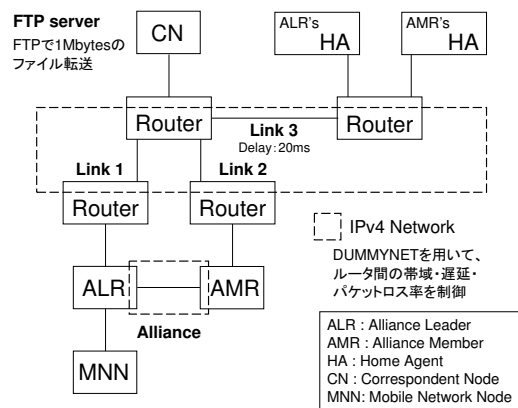 FTP server
FTPで1Mbytesの
ファイル転送
CN
ALR's
HA
AMR's
HA
Router
Link 3
Delay:20ms
Router
Link 1
Link 2
Router
Router
IPv4 Network
DUMMYNETを用いて、
ルータ間の帯域・遅延・
パケットロス率を制御
ALR
AMR
Alliance
MNN
ALR : Alliance Leader
AMR : Alliance Member
HA : Home Agent
CN : Correspondent Node
MNN: Mobile Network Node